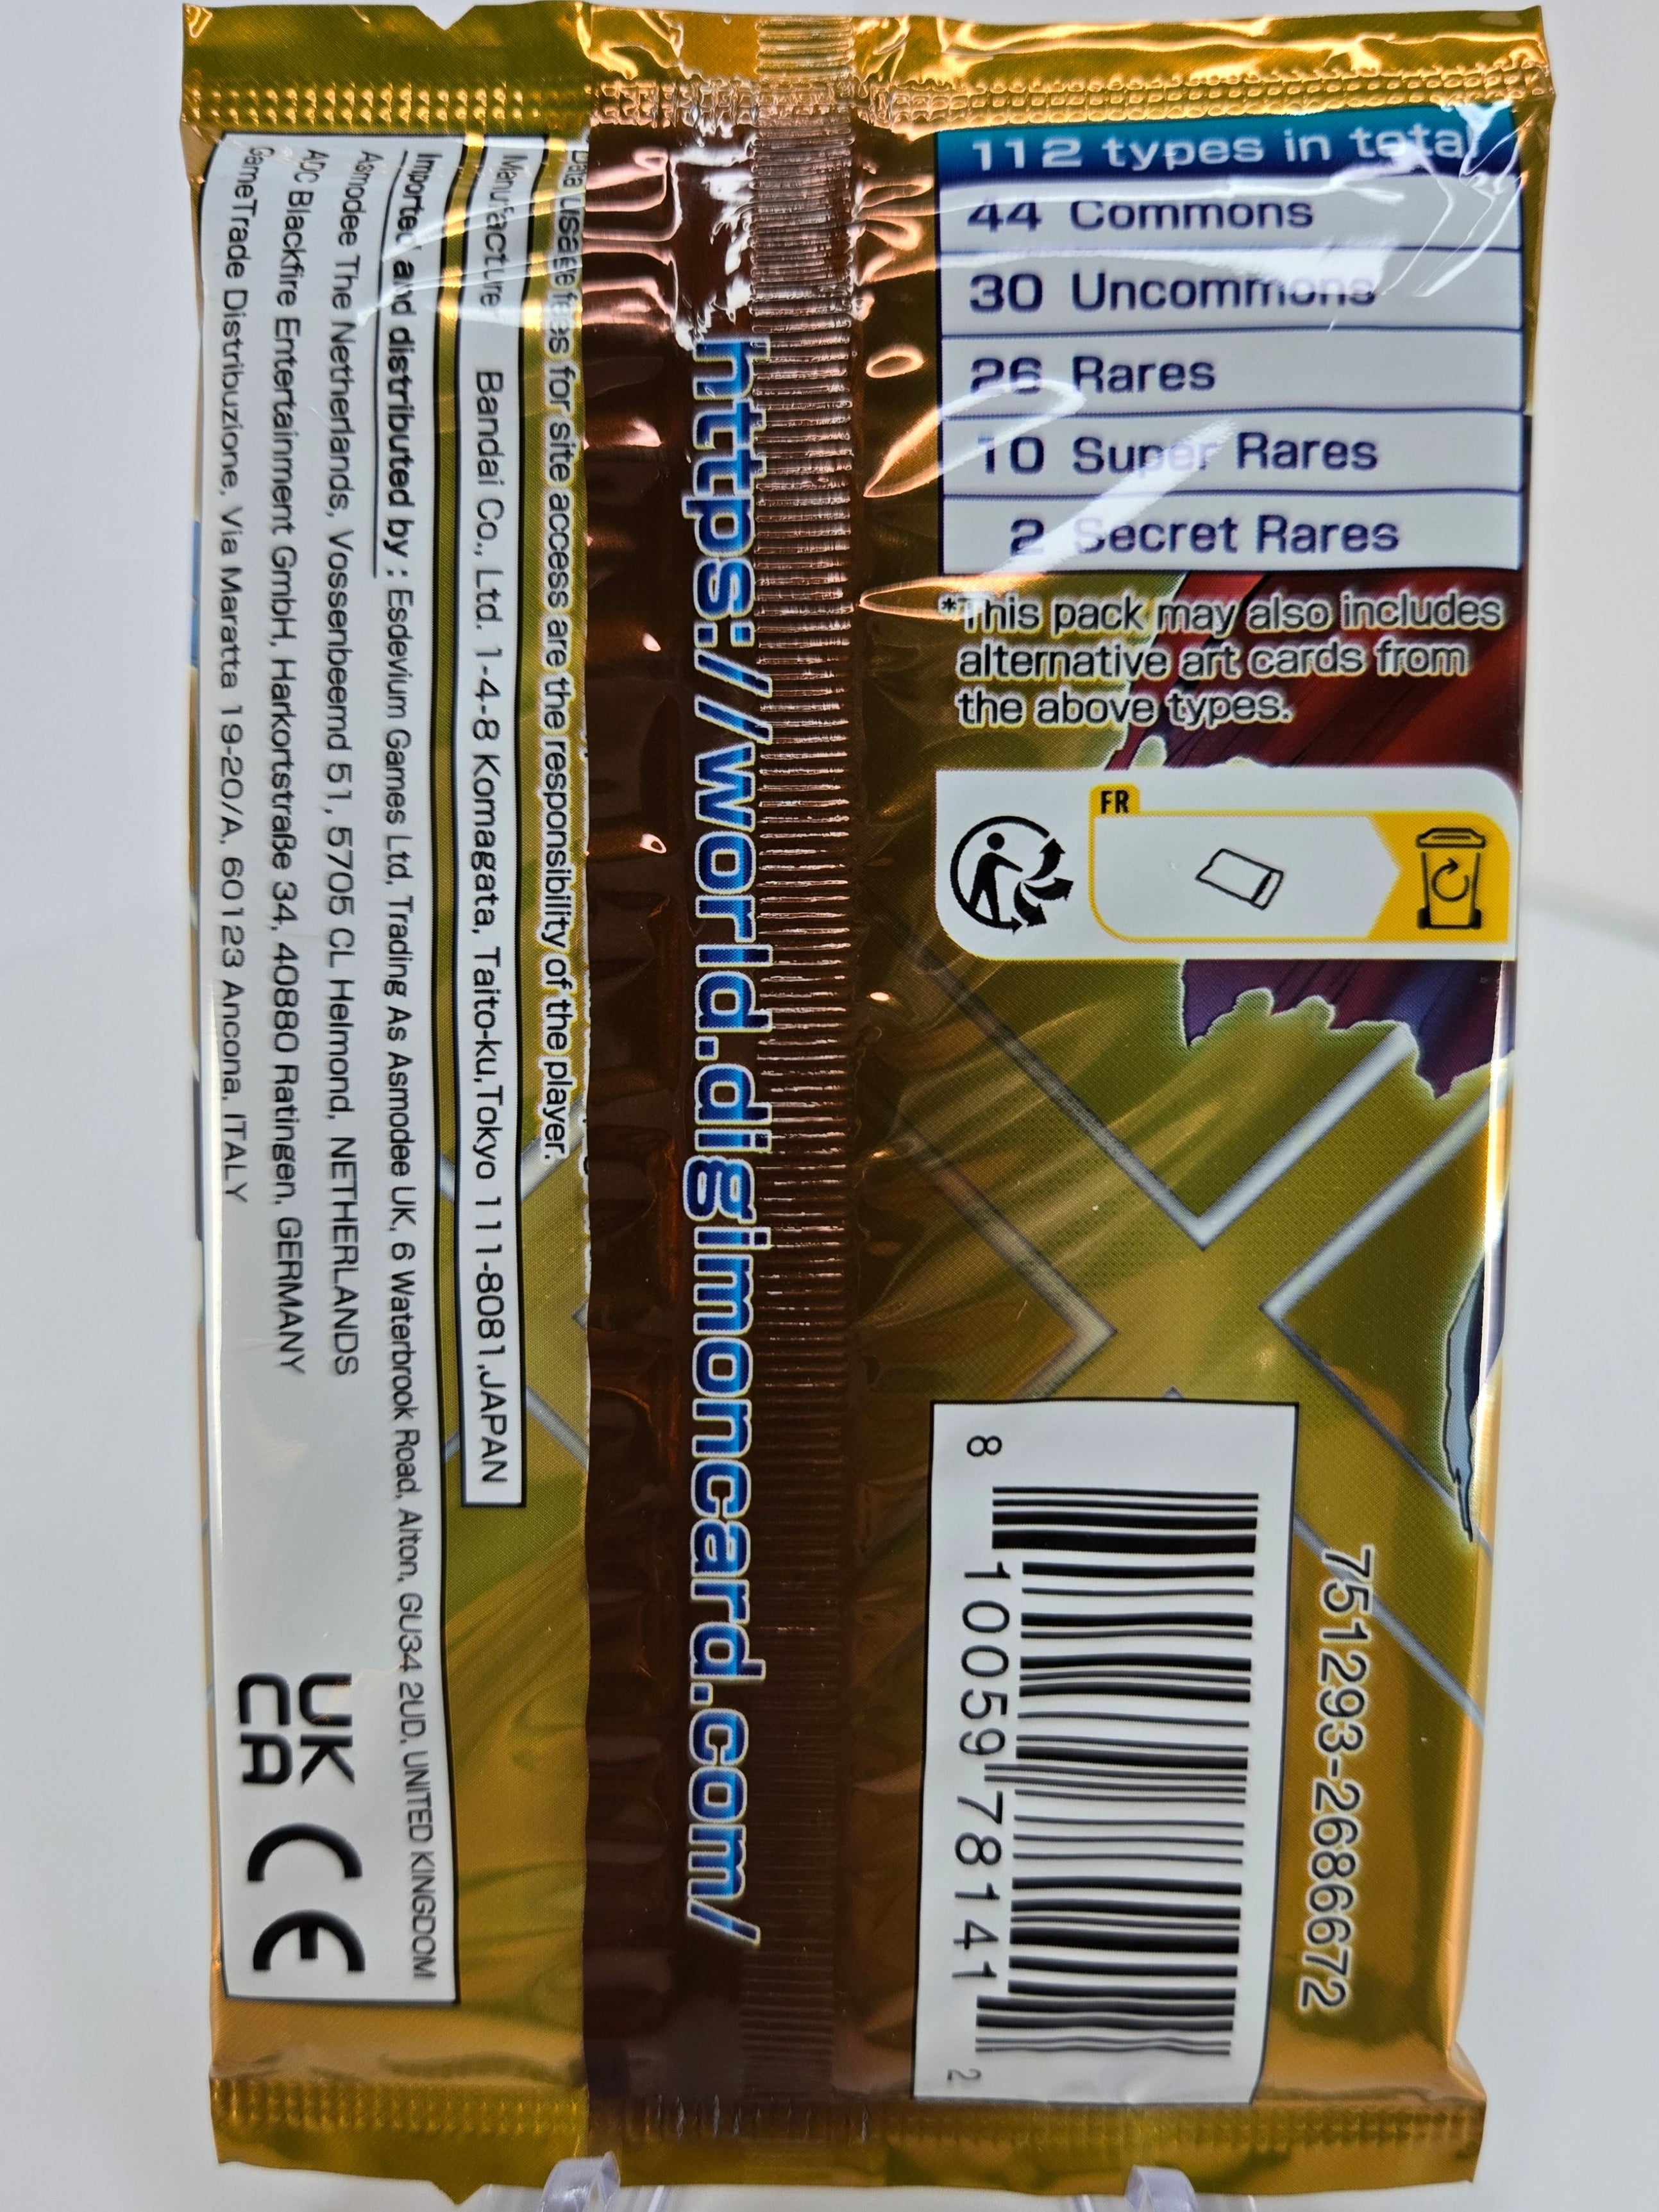 112 types in total
44 Commons
30 Uncommons
26 Rares
10 Super Rares
2 Secret Rares
*This pack may also includes
alternative art cards from
the above types.
FR
751293-2686672
8 10059 78141 2
https://world.digimoncard.com/
Data usage fees for site access are the responsibility of the player.
Manufacturer Bandai Co., Ltd. 1-4-8 Komagata, Taito-ku,Tokyo 111-8081,JAPAN
Imported and distributed by : Esdevium Games Ltd, Trading As Asmodee UK, 6 Waterbrook Road, Alton, GU34 2UD, UNITED KINGDOM
Asmodee The Netherlands, Vossenbeemd 51, 5705 CL Helmond, NETHERLANDS
ADC Blackfire Entertainment GmbH, Harkortstraße 34, 40880 Ratingen, GERMANY
GameTrade Distribuzione, Via Maratta 19-20/A, 60123 Ancona, ITALY
UK
CA
CE